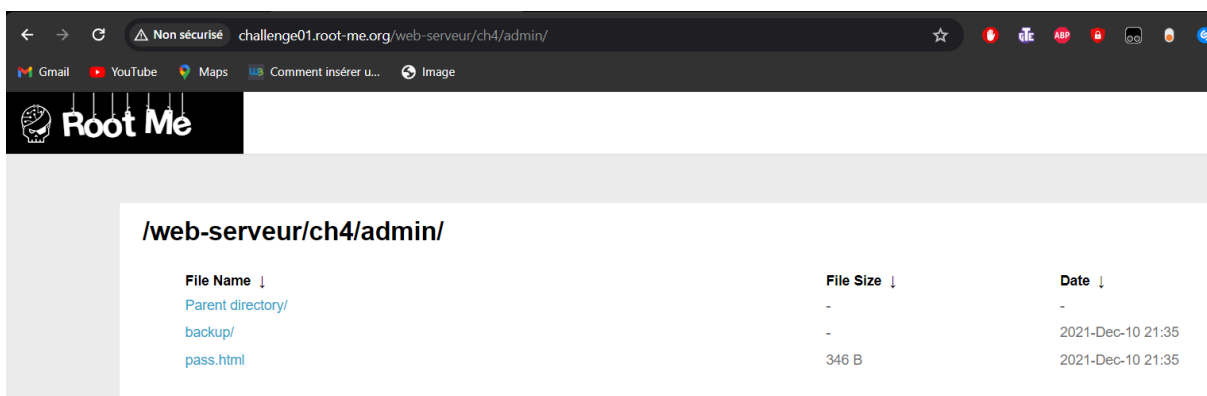 Non sécurisé challenge01.root-me.org/web-serveur/ch4/admin/
Gmail YouTube Maps Comment insérer u... Image
Root Me
/web-serveur/ch4/admin/
File Name ↓ File Size ↓ Date ↓
Parent directory/ - -
backup/ - 2021-Dec-10 21:35
pass.html 346 B 2021-Dec-10 21:35